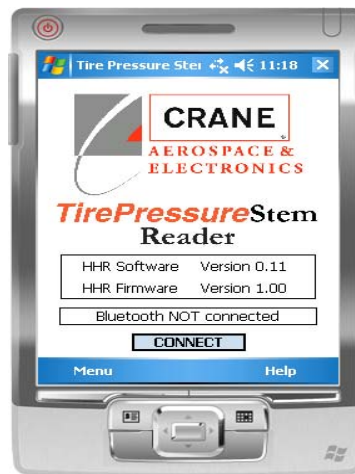 Tire Pressure Ster 11:18
CRANE
AEROSPACE &
ELECTRONICS
TirePressureStem
Reader
HHR Software Version 0.11
HHR Firmware Version 1.00
Bluetooth NOT connected
CONNECT
Menu Help